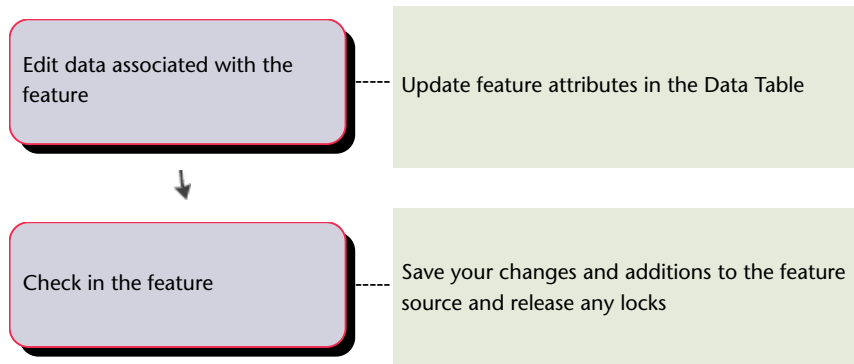 Edit data associated with the
feature
Update feature attributes in the Data Table
Check in the feature
Save your changes and additions to the feature
source and release any locks